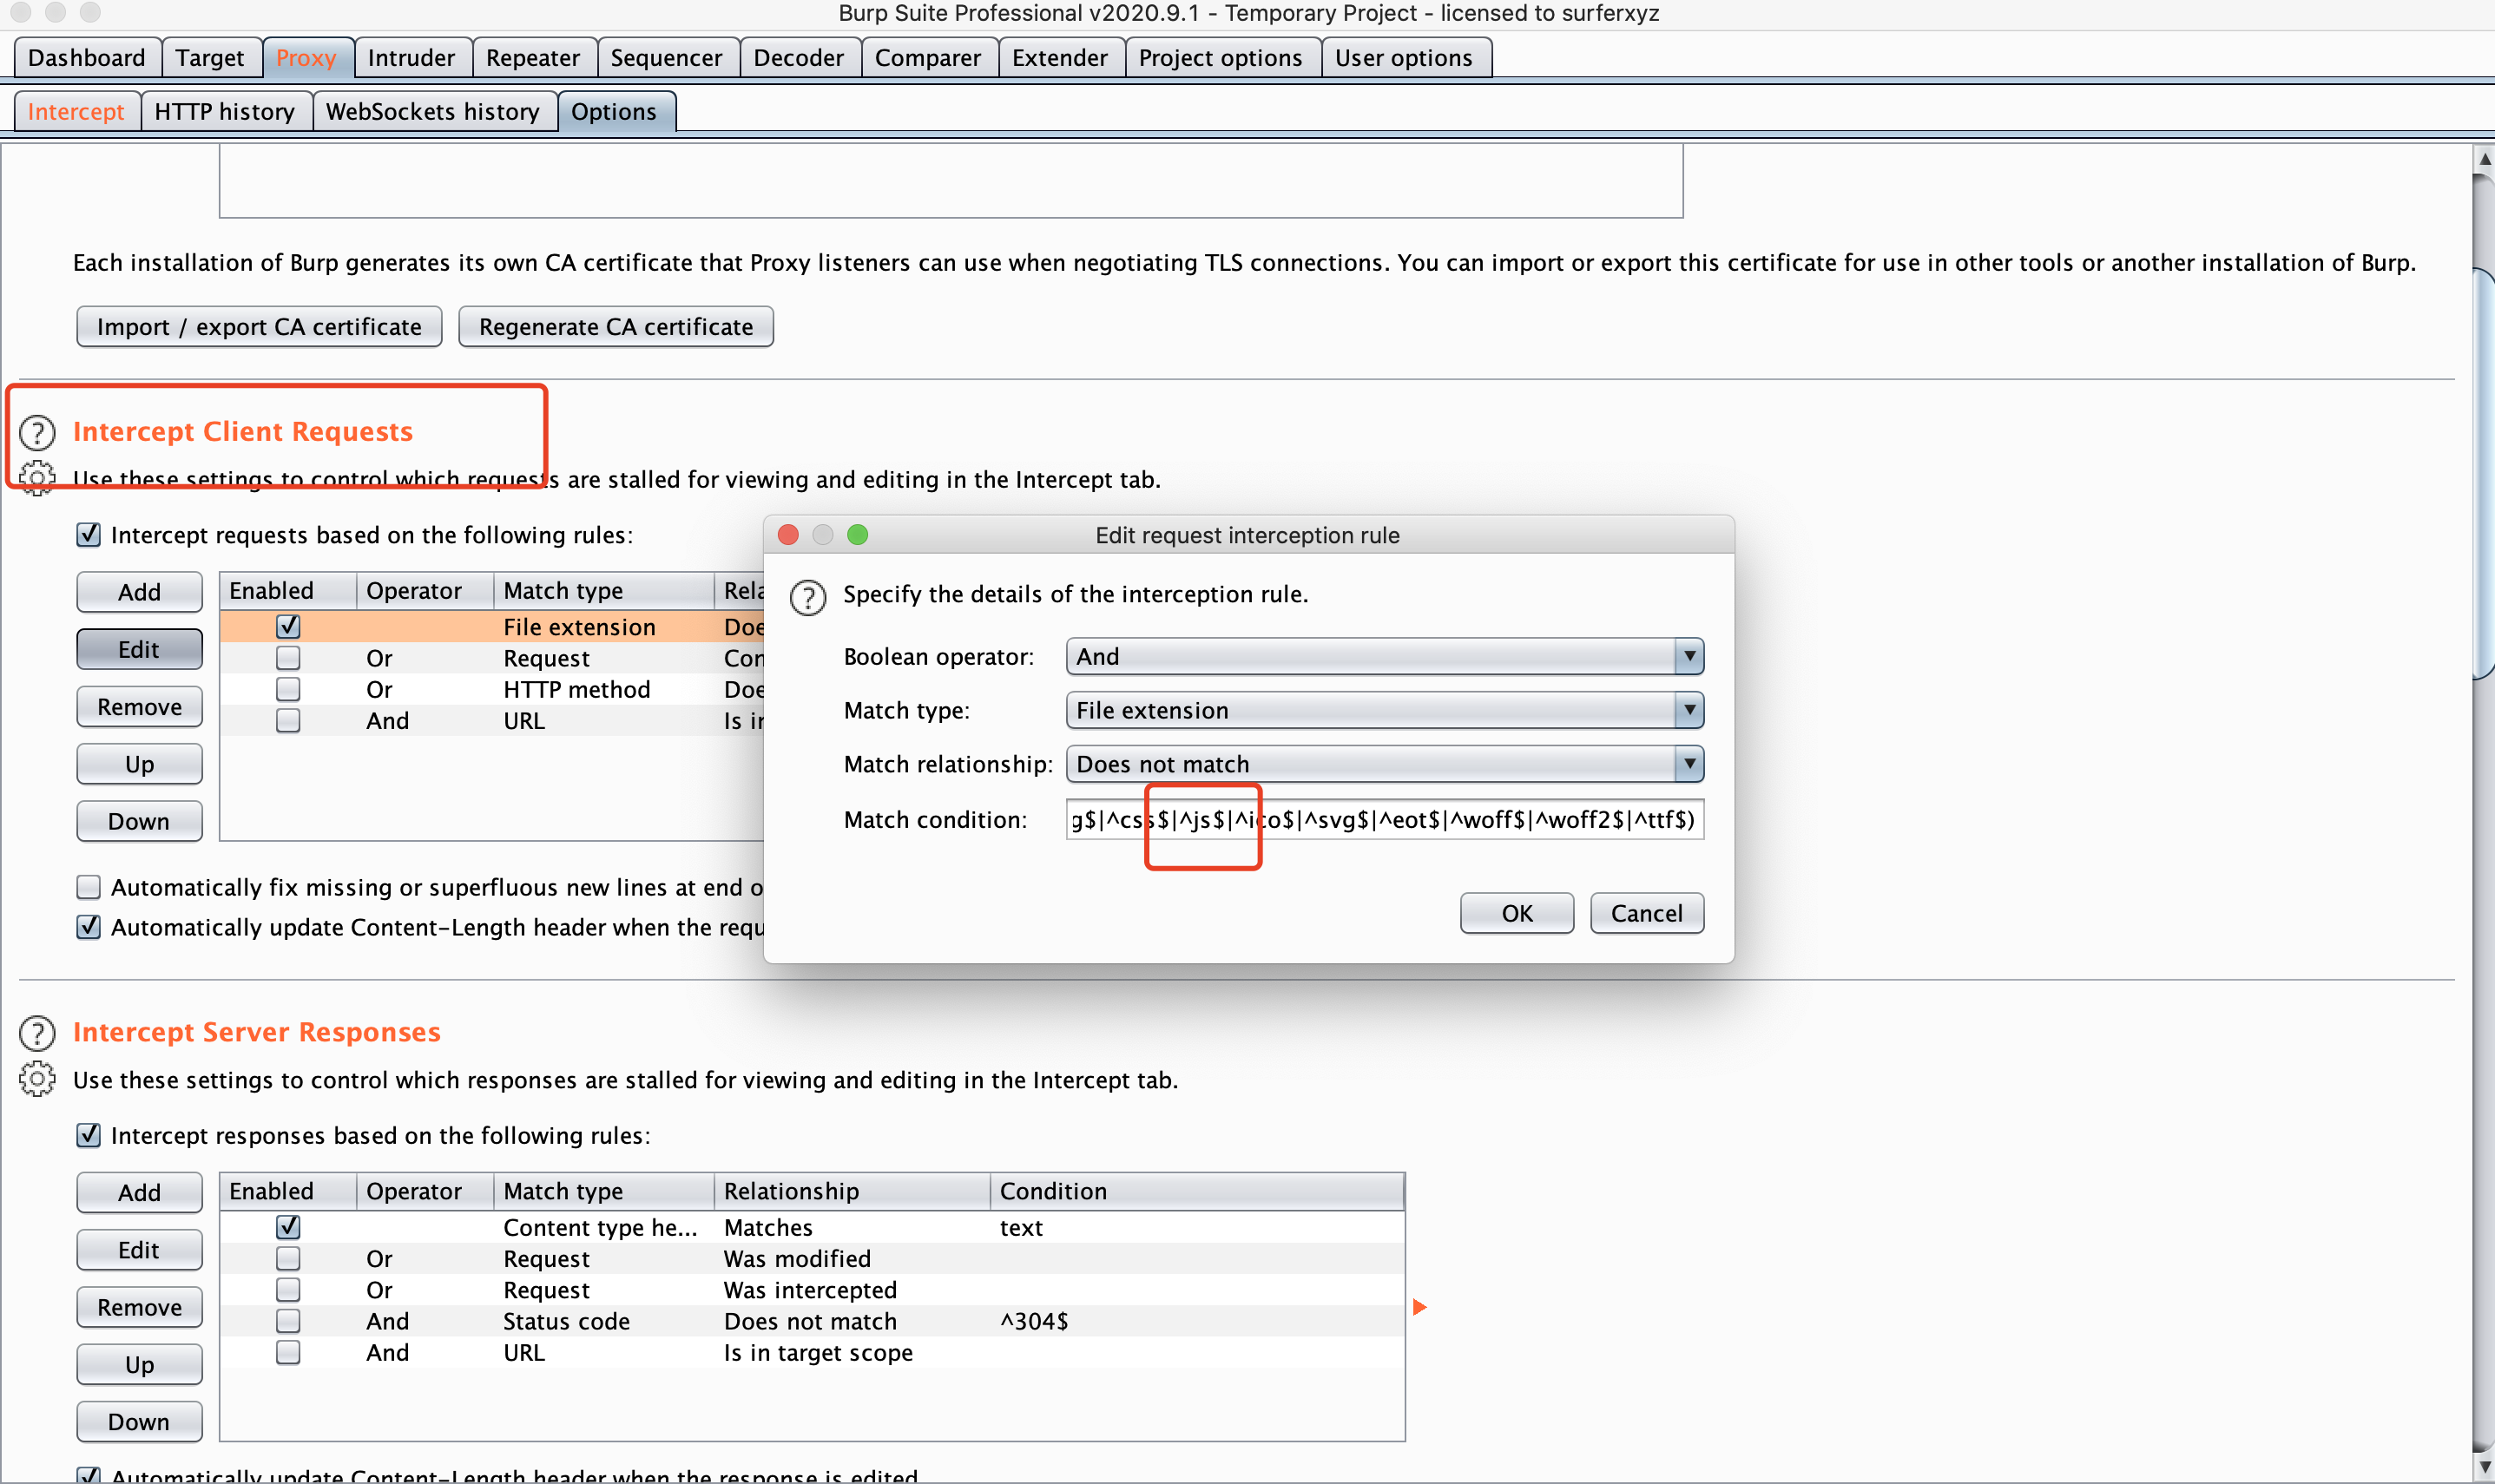 Burp Suite Professional v2020.9.1 - Temporary Project - licensed to surferxyz
Dashboard Target Proxy Intruder Repeater Sequencer Decoder Comparer Extender Project options User options
Intercept HTTP history WebSockets history Options
Each installation of Burp generates its own CA certificate that Proxy listeners can use when negotiating TLS connections. You can import or export this certificate for use in other tools or another installation of Burp.
Import / export CA certificate Regenerate CA certificate
? Intercept Client Requests
Use these settings to control which requests are stalled for viewing and editing in the Intercept tab.
Intercept requests based on the following rules:
Add
Edit
Remove
Up
Down
Enabled Operator Match type Rela
File extension Doe
Or Request Con
Or HTTP method Doe
And URL Is in
Automatically fix missing or superfluous new lines at end o
Automatically update Content-Length header when the requ
Edit request interception rule
? Specify the details of the interception rule.
Boolean operator: And
Match type: File extension
Match relationship: Does not match
Match condition: g$|^css$|^js$|^ico$|^svg$|^eot$|^woff$|^woff2$|^ttf$)
OK Cancel
? Intercept Server Responses
Use these settings to control which responses are stalled for viewing and editing in the Intercept tab.
Intercept responses based on the following rules:
Add
Edit
Remove
Up
Down
Enabled Operator Match type Relationship Condition
Content type he... Matches text
Or Request Was modified
Or Request Was intercepted
And Status code Does not match ^304$
And URL Is in target scope
Automatically update Content-Length header when the response is edited